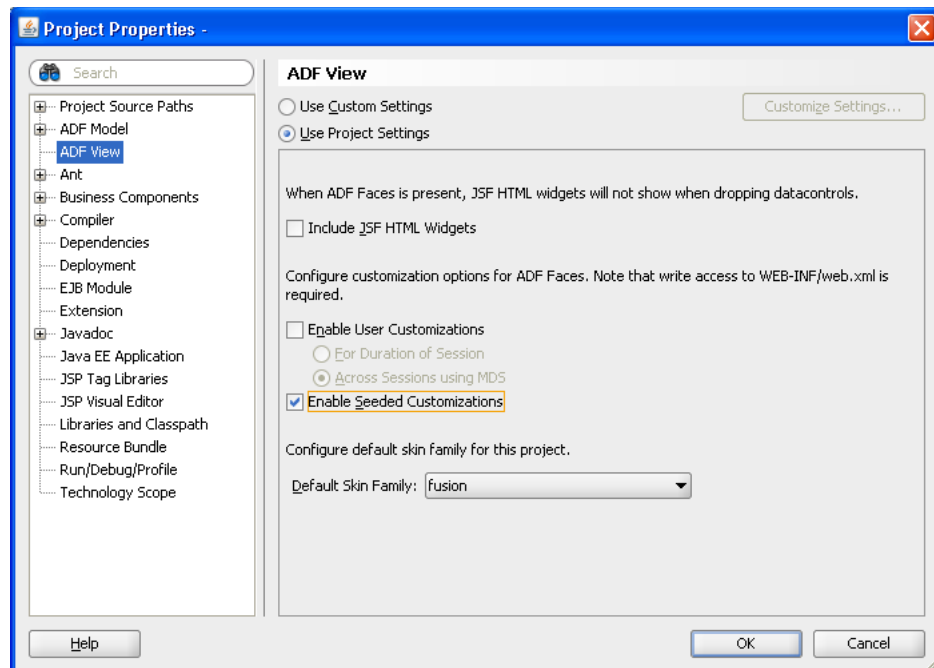 Project Properties -
Search
Project Source Paths
ADF Model
ADF View
Ant
Business Components
Compiler
Dependencies
Deployment
EJB Module
Extension
Javadoc
Java EE Application
JSP Tag Libraries
JSP Visual Editor
Libraries and Classpath
Resource Bundle
Run/Debug/Profile
Technology Scope
ADF View
Use Custom Settings
Customize Settings...
Use Project Settings
When ADF Faces is present, JSF HTML widgets will not show when dropping datacontrols.
Include JSF HTML Widgets
Configure customization options for ADF Faces. Note that write access to WEB-INF/web.xml is
required.
Enable User Customizations
For Duration of Session
Across Sessions using MDS
Enable Seeded Customizations
Configure default skin family for this project.
Default Skin Family: fusion
Help
OK
Cancel